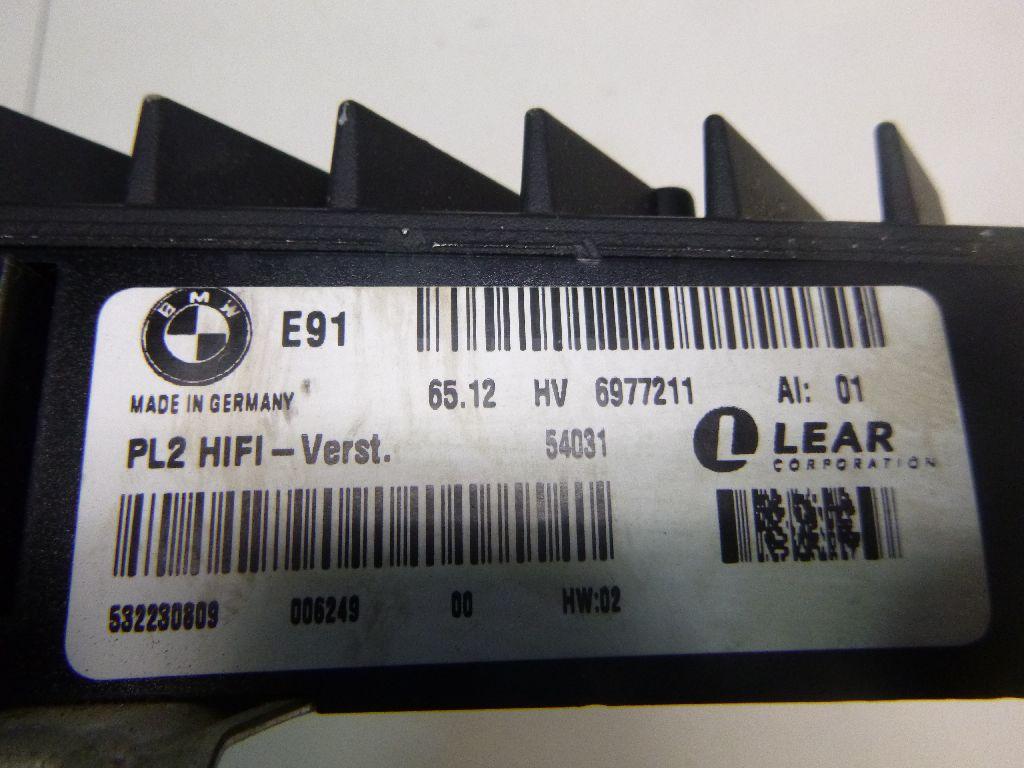 BMW E91
MADE IN GERMANY 65.12 HV 6977211 AI: 01
PL2 HIFI-Verst. 54031 LEAR
CORPORATION
532230809 006249 00 HW:02